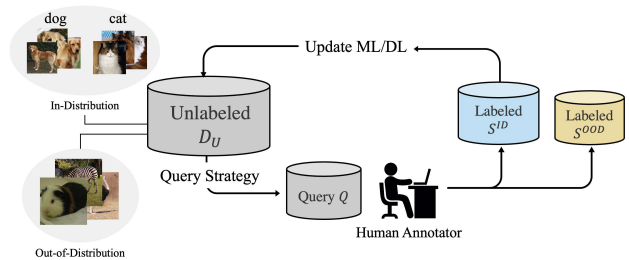 dog cat
In-Distribution
Out-of-Distribution
Unlabeled
D_U
Query Strategy
Query Q
Human Annotator
Update ML/DL
Labeled
S^{ID}
Labeled
S^{OOD}